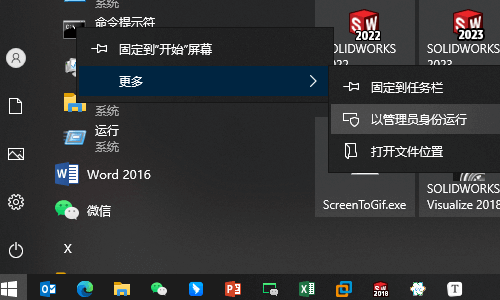 命令提示符
系统
固定到"开始"屏幕
更多
固定到任务栏
以管理员身份运行
打开文件位置
系统
运行
系统
Word 2016
微信
X
SW
2022
SOLIDWORKS
2022
SW
2023
SOLIDWORKS
2023
ScreenToGif.exe
SOLIDWORKS
Visualize 2018